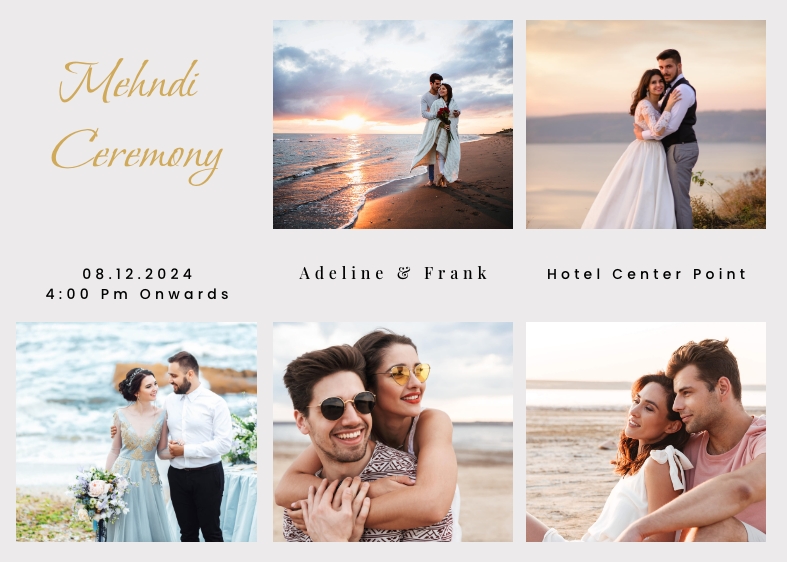 Mehndi
Ceremony
08.12.2024
4:00 Pm Onwards
Adeline & Frank
Hotel Center Point